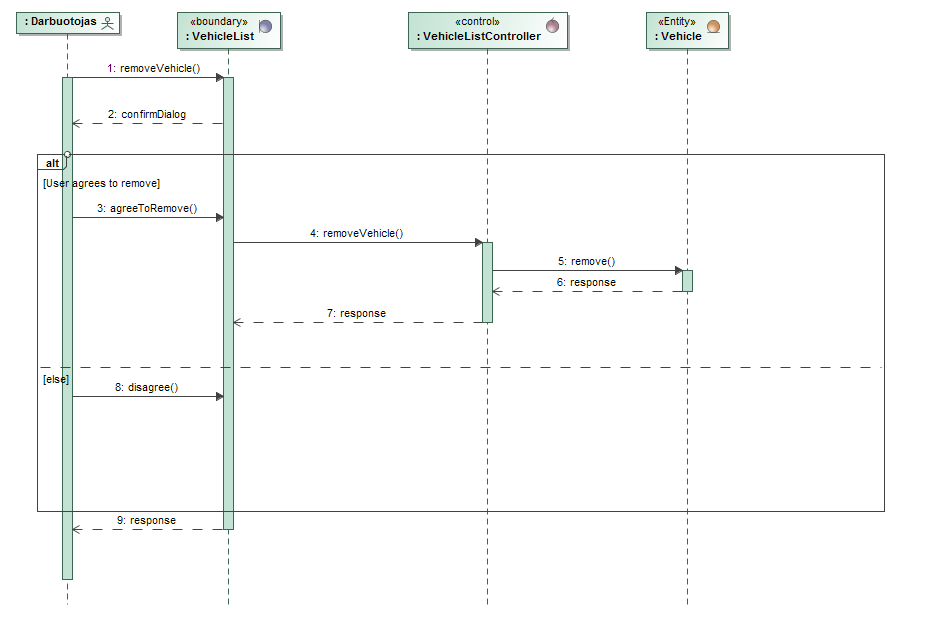 : Darbuotojas
«boundary»
: VehicleList
«control»
: VehicleListController
«Entity»
: Vehicle
1: removeVehicle()
2: confirmDialog
alt
[User agrees to remove]
3: agreeToRemove()
4: removeVehicle()
5: remove()
6: response
7: response
[else]
8: disagree()
9: response